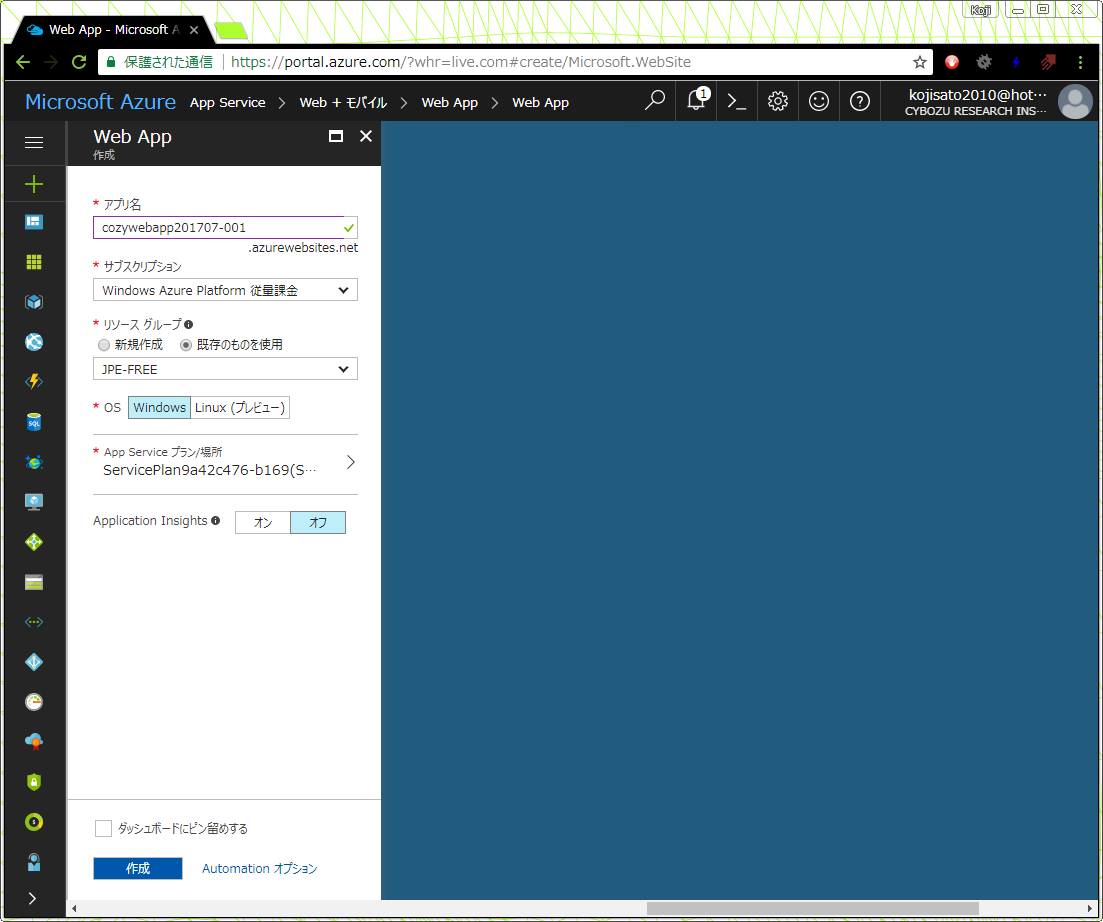 Koji
Web App - Microsoft A
保護された通信 https://portal.azure.com/?whr=live.com#create/Microsoft.WebSite
Microsoft Azure App Service > Web + モバイル > Web App > Web App
1
kojisato2010@hot···
CYBOZU RESEARCH INS···
Web App
作成
* アプリ名
cozywebapp201707-001
.azurewebsites.net
* サブスクリプション
Windows Azure Platform 従量課金
* リソース グループ
新規作成 既存のものを使用
JPE-FREE
* OS Windows Linux (プレビュー)
* App Service プラン/場所
ServicePlan9a42c476-b169(S···
Application Insights オン オフ
SQL
ダッシュボードにピン留めする
作成 Automation オプション